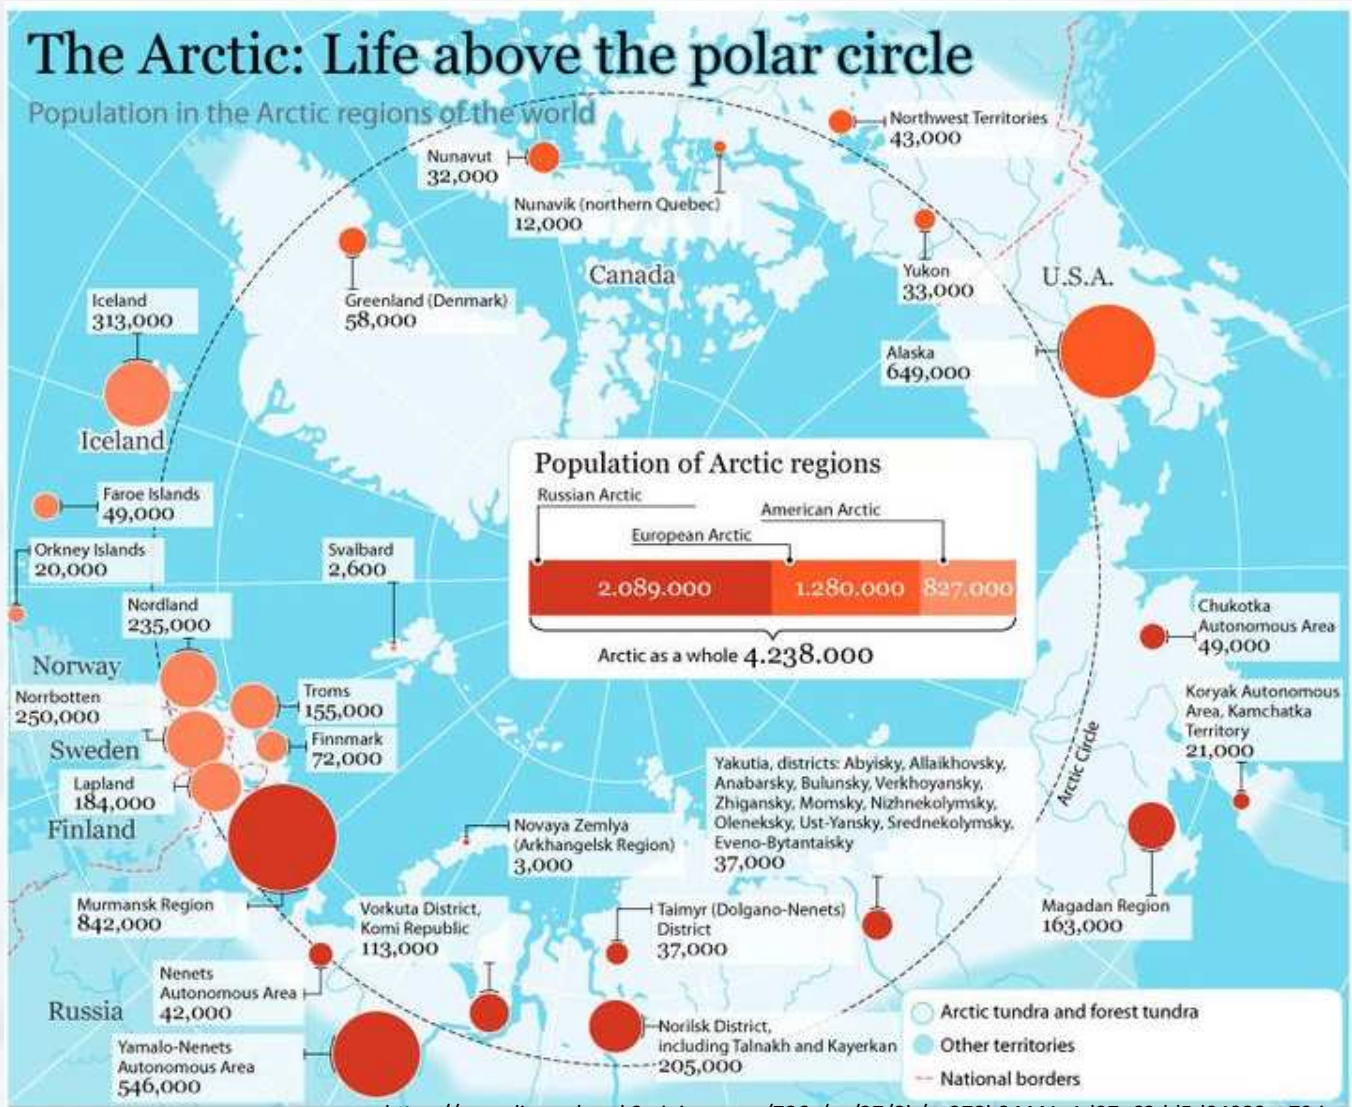 The Arctic: Life above the polar circle
Population in the Arctic regions of the world
Northwest Territories
43,000
Nunavut
32,000
Nunavik (northern Quebec)
12,000
Canada
Yukon
33,000
U.S.A.
Greenland (Denmark)
58,000
Iceland
313,000
Iceland
Alaska
649,000
Population of Arctic regions
Russian Arctic
American Arctic
European Arctic
2.089.000
1.280.000
827.000
Arctic as a whole 4.238.000
Faroe Islands
49,000
Orkney Islands
20,000
Svalbard
2,600
Nordland
235,000
Norway
Norrbotten
250,000
Troms
155,000
Sweden
Finnmark
72,000
Lapland
184,000
Finland
Chukotka
Autonomous Area
49,000
Koryak Autonomous
Area, Kamchatka
Territory
21,000
Arctic Circle
Yakutia, districts: Abyisky, Allaikhovsky,
Anabarsky, Bulunsky, Verkhoyansky,
Zhigansky, Momsky, Nizhnekolymsky,
Oleneksky, Ust-Yansky, Srednekolymsky,
Eveno-Bytantaisky
37,000
Novaya Zemlya
(Arkhangelsk Region)
3,000
Murmansk Region
842,000
Vorkuta District,
Komi Republic
113,000
Taimyr (Dolgano-Nenets)
District
37,000
Magadan Region
163,000
Nenets
Autonomous Area
42,000
Russia
Yamalo-Nenets
Autonomous Area
546,000
Norilsk District,
including Talnakh and Kayerkan
205,000
Arctic tundra and forest tundra
Other territories
National borders